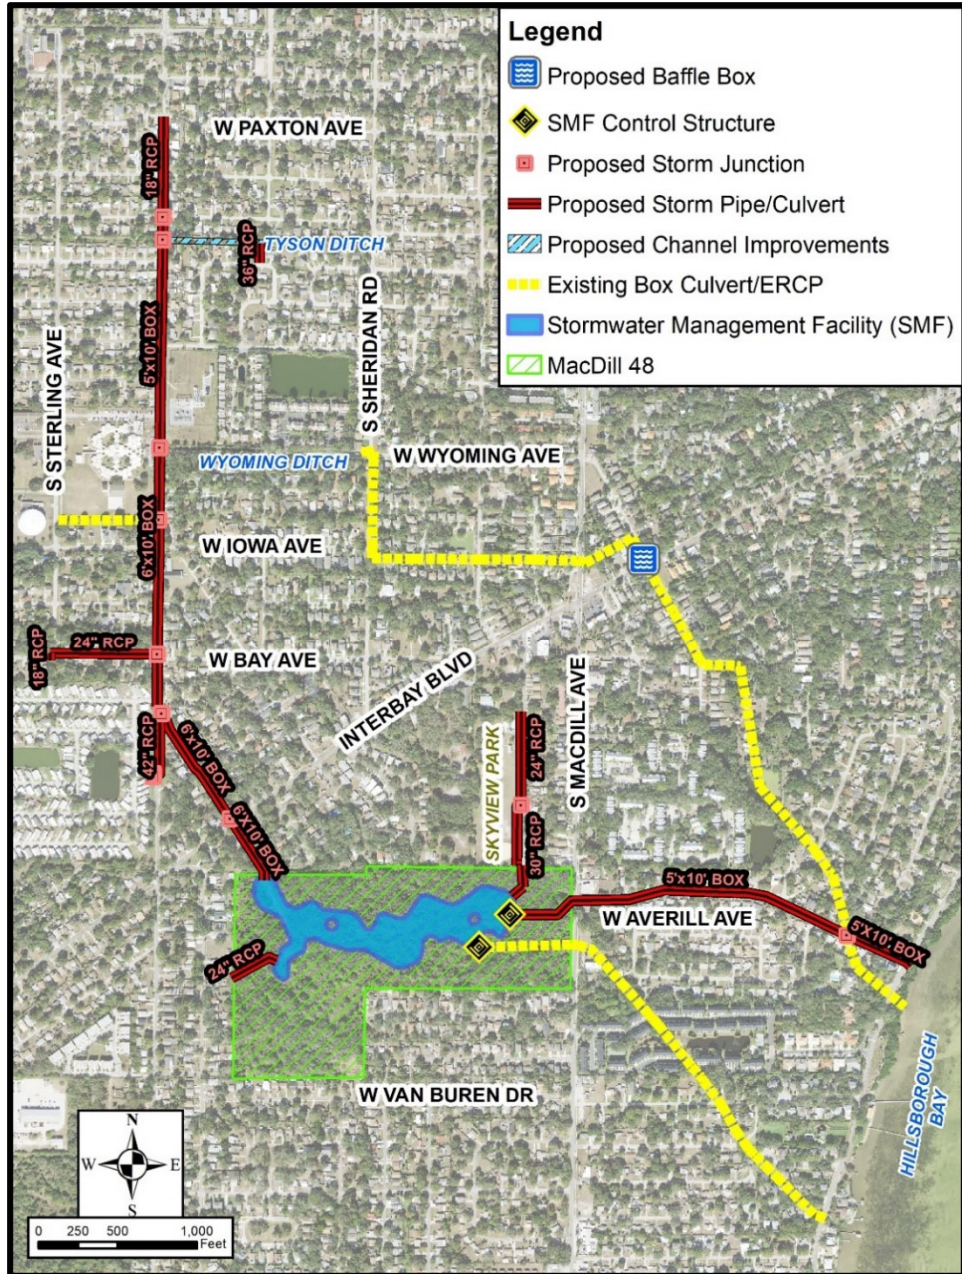 Legend
Proposed Baffle Box
SMF Control Structure
Proposed Storm Junction
Proposed Storm Pipe/Culvert
Proposed Channel Improvements
Existing Box Culvert/ERCP
Stormwater Management Facility (SMF)
MacDill 48
W PAXTON AVE
18" RCP
TYSON DITCH
36" RCP
S SHERIDAN RD
5'x10' BOX
S STERLING AVE
WYOMING DITCH
W WYOMING AVE
6'x10' BOX
W IOWA AVE
24" RCP
18" RCP
W BAY AVE
INTERBAY BLVD
S MACDILL AVE
42" RCP
6'x10' BOX
6'X10' BOX
SKYVIEW PARK
24" RCP
30" RCP
5'x10' BOX
W AVERILL AVE
5'X10' BOX
24" RCP
W VAN BUREN DR
HILLSBOROUGH
BAY
N
W E
S
0 250 500 1,000
Feet